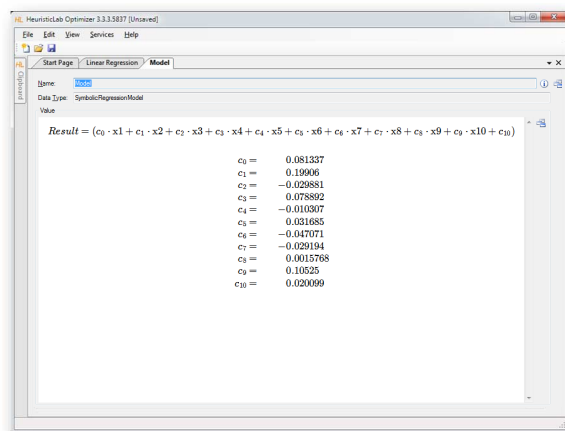 HL HeuristicLab Optimizer 3.3.3.5837 [Unsaved]
File Edit View Services Help
HL Start Page Linear Regression Model
Clipboard
Name: Model
Data Type: SymbolicRegressionModel
Value
Result = (c₀ · x1 + c₁ · x2 + c₂ · x3 + c₃ · x4 + c₄ · x5 + c₅ · x6 + c₆ · x7 + c₇ · x8 + c₈ · x9 + c₉ · x10 + c₁₀)
c₀ = 0.081337
c₁ = 0.19906
c₂ = −0.029881
c₃ = 0.078892
c₄ = −0.010307
c₅ = 0.031685
c₆ = −0.047071
c₇ = −0.029194
c₈ = 0.0015768
c₉ = 0.10525
c₁₀ = 0.020099